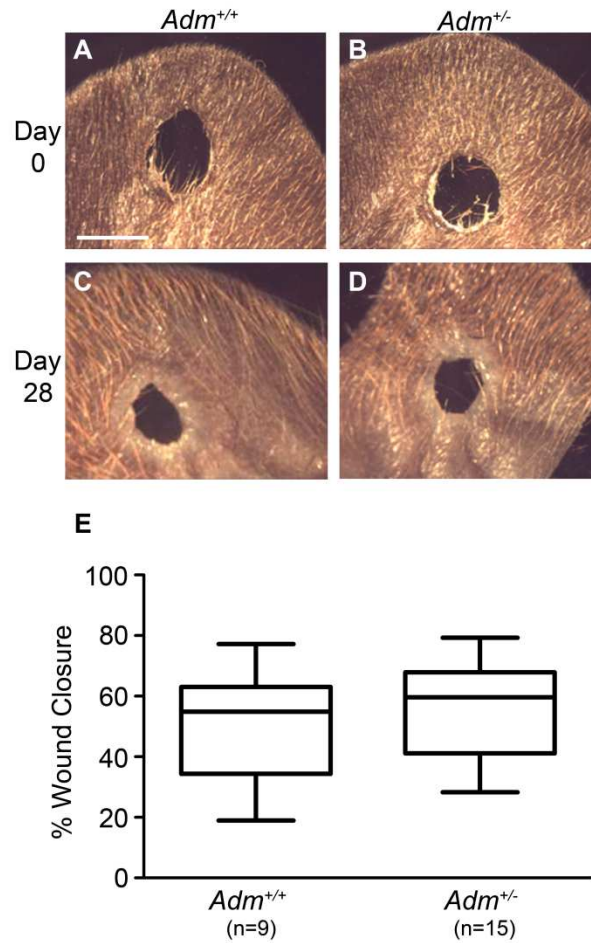 Adm+/+ Adm+/-
A B
Day
0
C D
Day
28
E
100
80
60
40
20
0
% Wound Closure
Adm+/+ Adm+/-
(n=9) (n=15)